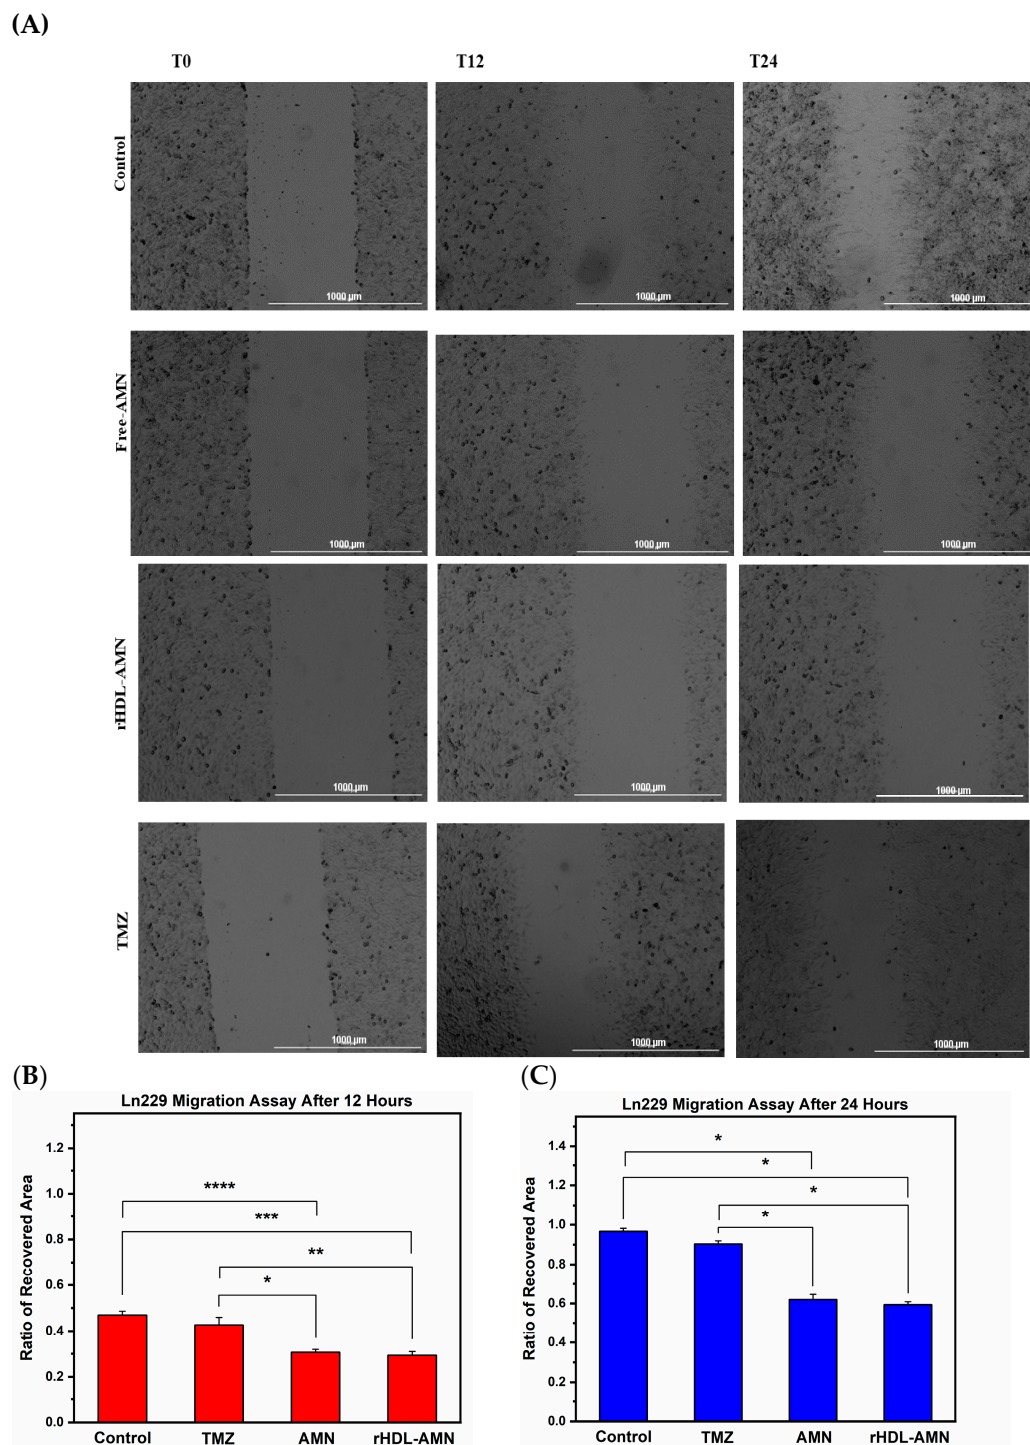 (A)
T0 T12 T24
Control
1000 µm 1000 µm 1000 µm
Free-AMN
1000 µm 1000 µm 1000 µm
rHDL-AMN
1000 µm 1000 µm 1000 µm
TMZ
1000 µm 1000 µm 1000 µm
(B)
Ln229 Migration Assay After 12 Hours
Ratio of Recovered Area
1.2
1.0
0.8
0.6
0.4
0.2
0.0
****
***
**
*
Control TMZ AMN rHDL-AMN
(C)
Ln229 Migration Assay After 24 Hours
Ratio of Recovered Area
1.4
1.2
1.0
0.8
0.6
0.4
0.2
0.0
*
*
*
*
Control TMZ AMN rHDL-AMN